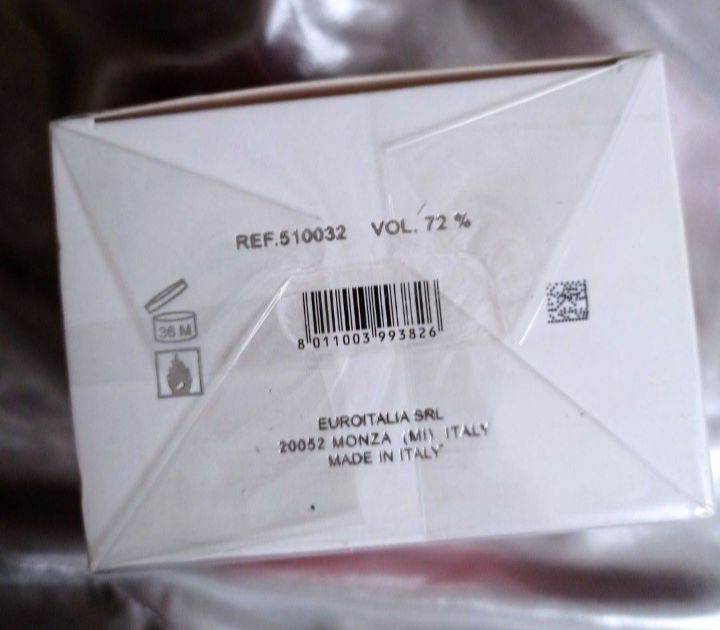 REF.510032 VOL. 72 %
36 M
8 011003 993826
EUROITALIA SRL
20052 MONZA (MI) ITALY
MADE IN ITALY